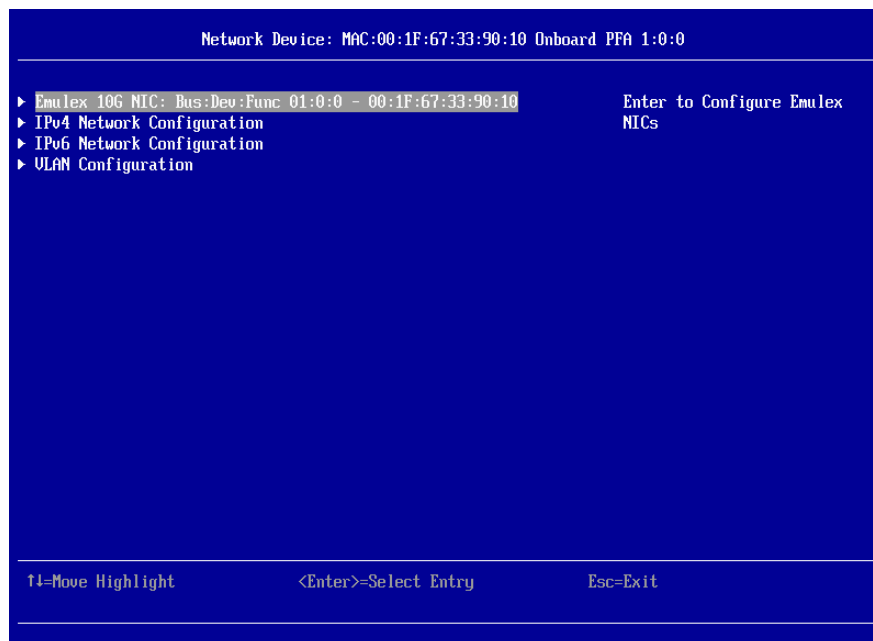 Network Device: MAC:00:1F:67:33:90:10 Onboard PFA 1:0:0
Emulex 10G NIC: Bus:Dev:Func 01:0:0 - 00:1F:67:33:90:10
Enter to Configure Emulex
NICs
IPv4 Network Configuration
IPv6 Network Configuration
VLAN Configuration
↑↓=Move Highlight
<Enter>=Select Entry
Esc=Exit